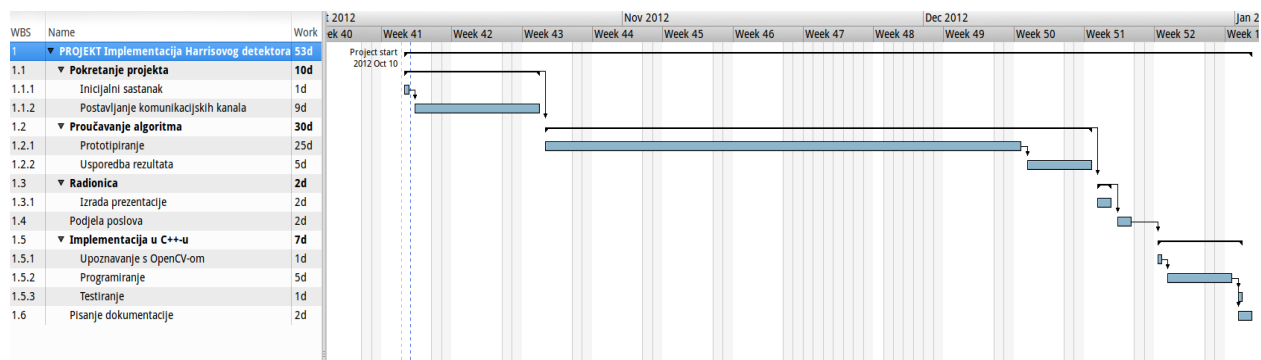 t 2012 Nov 2012 Dec 2012 Jan 2
WBS Name Work ek 40 Week 41 Week 42 Week 43 Week 44 Week 45 Week 46 Week 47 Week 48 Week 49 Week 50 Week 51 Week 52 Week 1
1 PROJEKT Implementacija Harrisovog detektora 53d
Project start
2012 Oct 10
1.1 Pokretanje projekta 10d
1.1.1 Inicijalni sastanak 1d
1.1.2 Postavljanje komunikacijskih kanala 9d
1.2 Proučavanje algoritma 30d
1.2.1 Prototipiranje 25d
1.2.2 Usporedba rezultata 5d
1.3 Radionica 2d
1.3.1 Izrada prezentacije 2d
1.4 Podjela poslova 2d
1.5 Implementacija u C++-u 7d
1.5.1 Upoznavanje s OpenCV-om 1d
1.5.2 Programiranje 5d
1.5.3 Testiranje 1d
1.6 Pisanje dokumentacije 2d